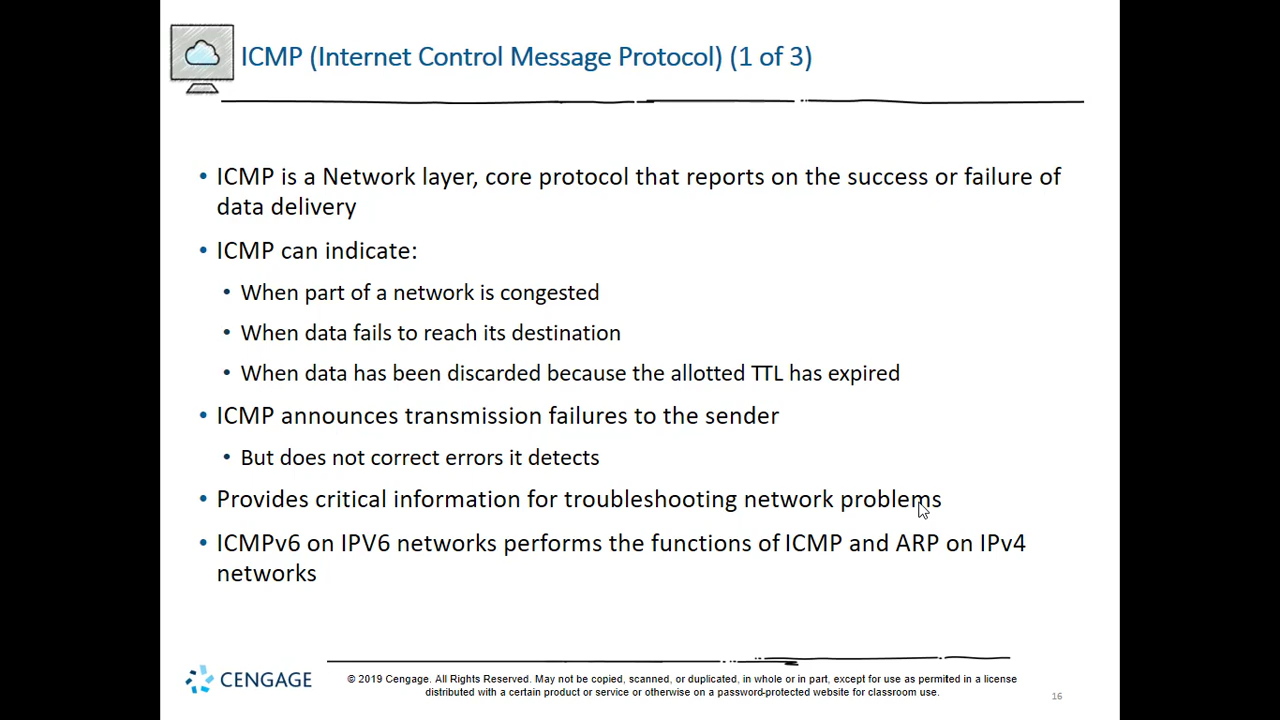 ICMP (Internet Control Message Protocol) (1 of 3)
• ICMP is a Network layer, core protocol that reports on the success or failure of
data delivery
• ICMP can indicate:
• When part of a network is congested
• When data fails to reach its destination
• When data has been discarded because the allotted TTL has expired
• ICMP announces transmission failures to the sender
• But does not correct errors it detects
• Provides critical information for troubleshooting network problems
• ICMPv6 on IPV6 networks performs the functions of ICMP and ARP on IPv4
networks
CENGAGE
© 2019 Cengage. All Rights Reserved. May not be copied, scanned, or duplicated, in whole or in part, except for use as permitted in a license
distributed with a certain product or service or otherwise on a password-protected website for classroom use.
16